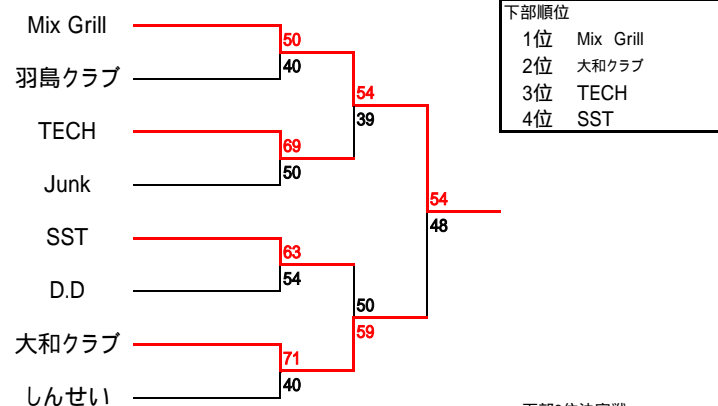 Mix Grill
50
40
羽島クラブ
54
39
TECH
69
50
Junk
54
48
SST
63
54
D.D
50
59
大和クラブ
71
40
しんせい
下部順位
1位 Mix Grill
2位 大和クラブ
3位 TECH
4位 SST